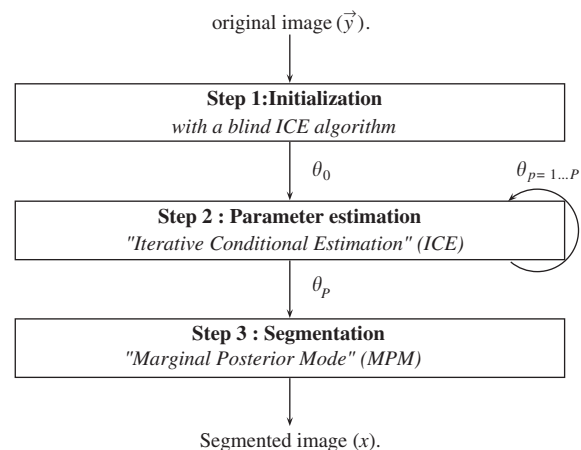 original image (y⃗).
Step 1:Initialization
with a blind ICE algorithm
θ0
θp= 1...P
Step 2 : Parameter estimation
"Iterative Conditional Estimation" (ICE)
θP
Step 3 : Segmentation
"Marginal Posterior Mode" (MPM)
Segmented image (x).